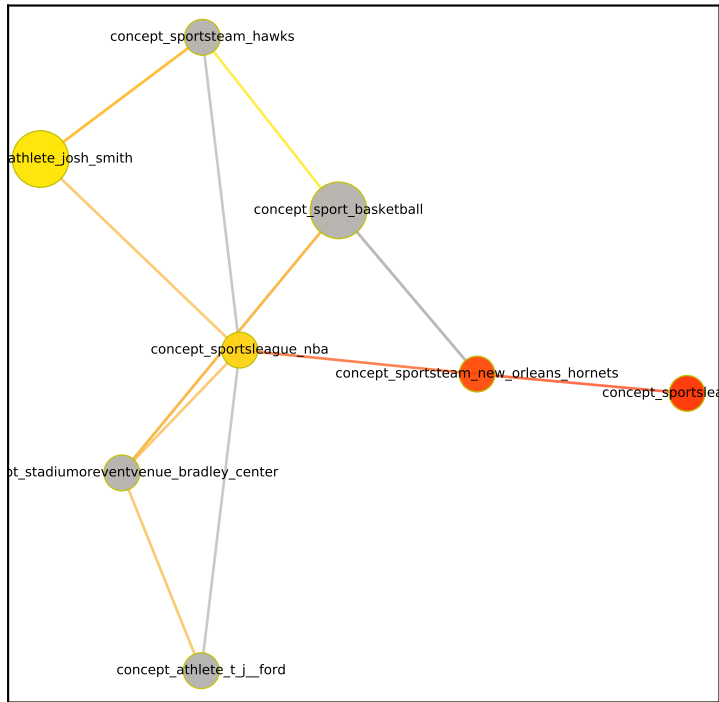 concept_sportsteam_hawks
athlete_josh_smith
concept_sport_basketball
concept_sportsleague_nba
concept_sportsteam_new_orleans_hornets
concept_sportslea
pt_stadiumoreventvenue_bradley_center
concept_athlete_t_j__ford